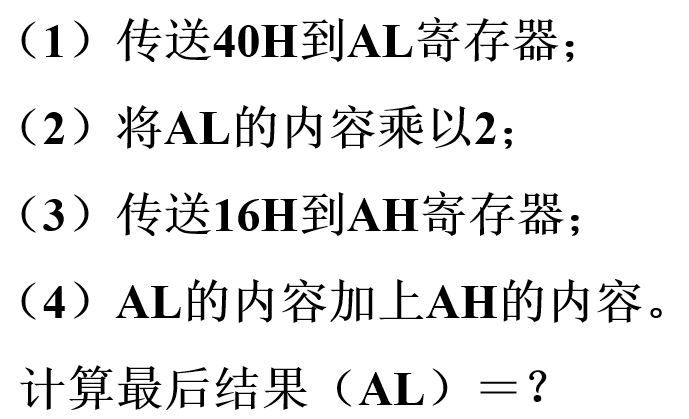 （1）传送40H到AL寄存器；
（2）将AL的内容乘以2；
（3）传送16H到AH寄存器；
（4）AL的内容加上AH的内容。
计算最后结果（AL）＝？